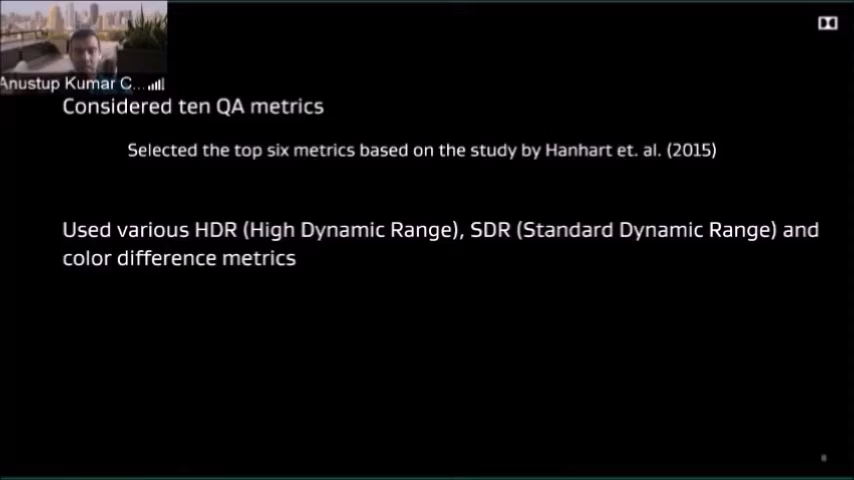 Anustup Kumar C...
Considered ten QA metrics
Selected the top six metrics based on the study by Hanhart et. al. (2015)
Used various HDR (High Dynamic Range), SDR (Standard Dynamic Range) and
color difference metrics